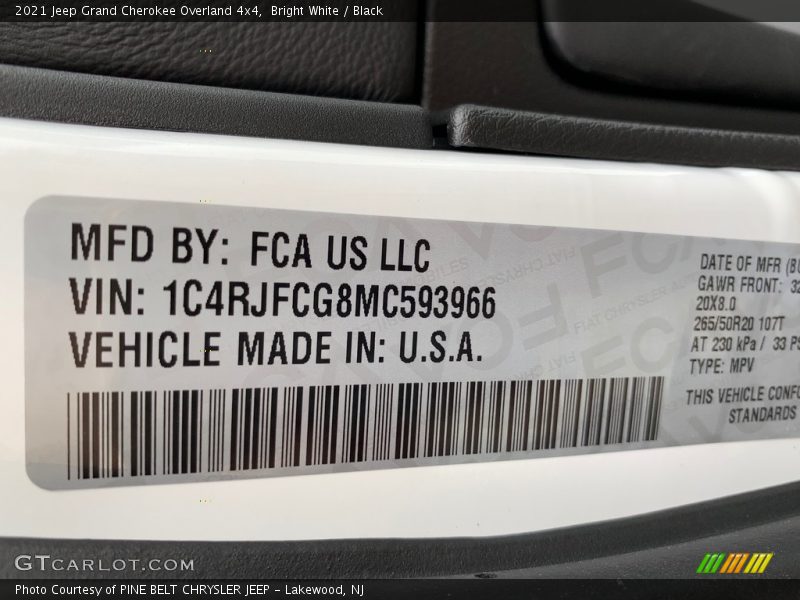 2021 Jeep Grand Cherokee Overland 4x4,  Bright White / Black
MFD BY: FCA US LLC
VIN: 1C4RJFCG8MC593966
VEHICLE MADE IN: U.S.A.
DATE OF MFR
GAWR FRONT:
20X8.0
265/50R20 107T
AT 230 kPa / 33
TYPE: MPV
THIS VEHICLE
STANDARDS
GTCARLOT.COM
Photo Courtesy of PINE BELT CHRYSLER JEEP - Lakewood, NJ